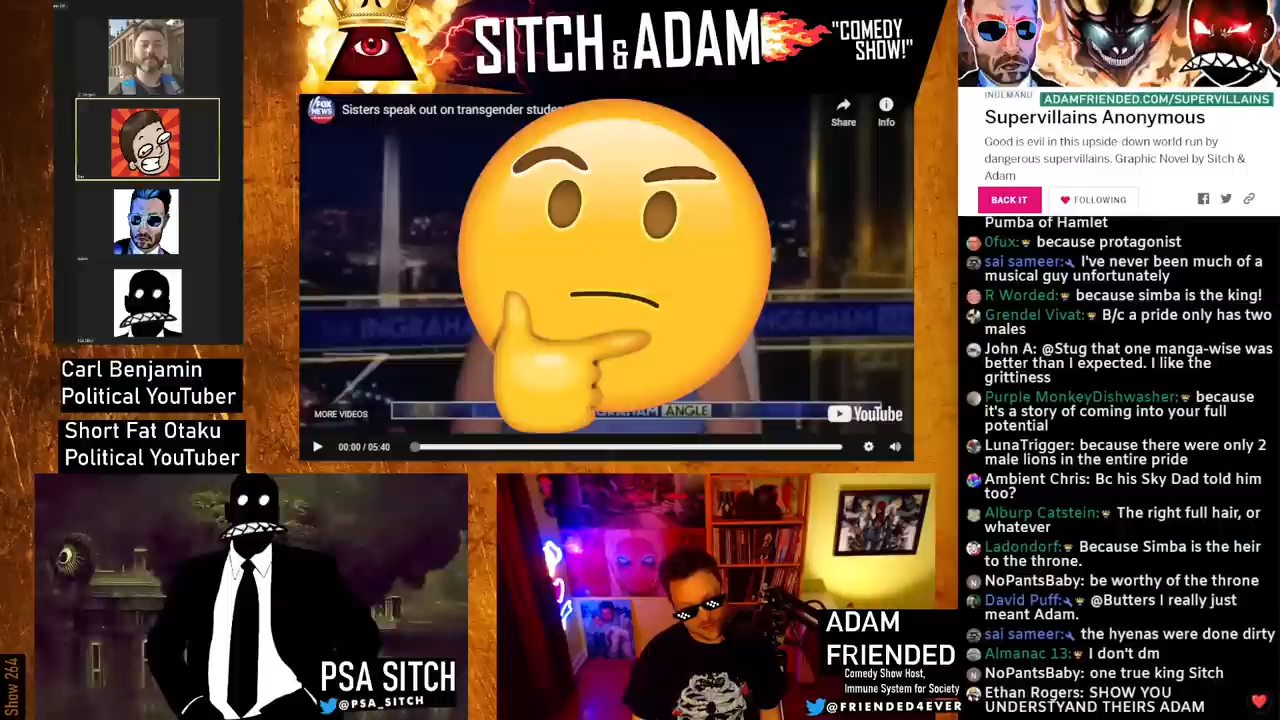 SITCH & ADAM
"COMEDY
SHOW!"
FOX
NEWS
Sisters speak out on transgender stude
Share
Info
INGRAHA
INGRAHAM
ANGLE
MORE VIDEOS
YouTube
00:00 / 05:40
Carl Benjamin
Political YouTuber
Short Fat Otaku
Political YouTuber
PSA SITCH
@PSA_SITCH
Show 264
ADAM
FRIENDED
Comedy Show Host,
Immune System for Society
@FRIENDED4EVER
ADAMFRIENDED.COM/SUPERVILLAINS
Supervillains Anonymous
Good is evil in this upside-down world run by
dangerous supervillains. Graphic Novel by Sitch &
Adam
BACK IT
FOLLOWING
Pumba of Hamlet
0fux: because protagonist
sai sameer: I've never been much of a
musical guy unfortunately
R Worded: because simba is the king!
Grendel Vivat: B/c a pride only has two
males
John A: @Stug that one manga-wise was
better than I expected. I like the
grittiness
Purple MonkeyDishwasher: because
it's a story of coming into your full
potential
LunaTrigger: because there were only 2
male lions in the entire pride
Ambient Chris: Bc his Sky Dad told him
too?
Alburp Catstein: The right full hair, or
whatever
Ladondorf: Because Simba is the heir
to the throne.
NoPantsBaby: be worthy of the throne
David Puff: @Butters I really just
meant Adam.
sai sameer: the hyenas were done dirty
Almanac 13: I don't dm
NoPantsBaby: one true king Sitch
Ethan Rogers: SHOW YOU
UNDERSTYAND THEIRS ADAM